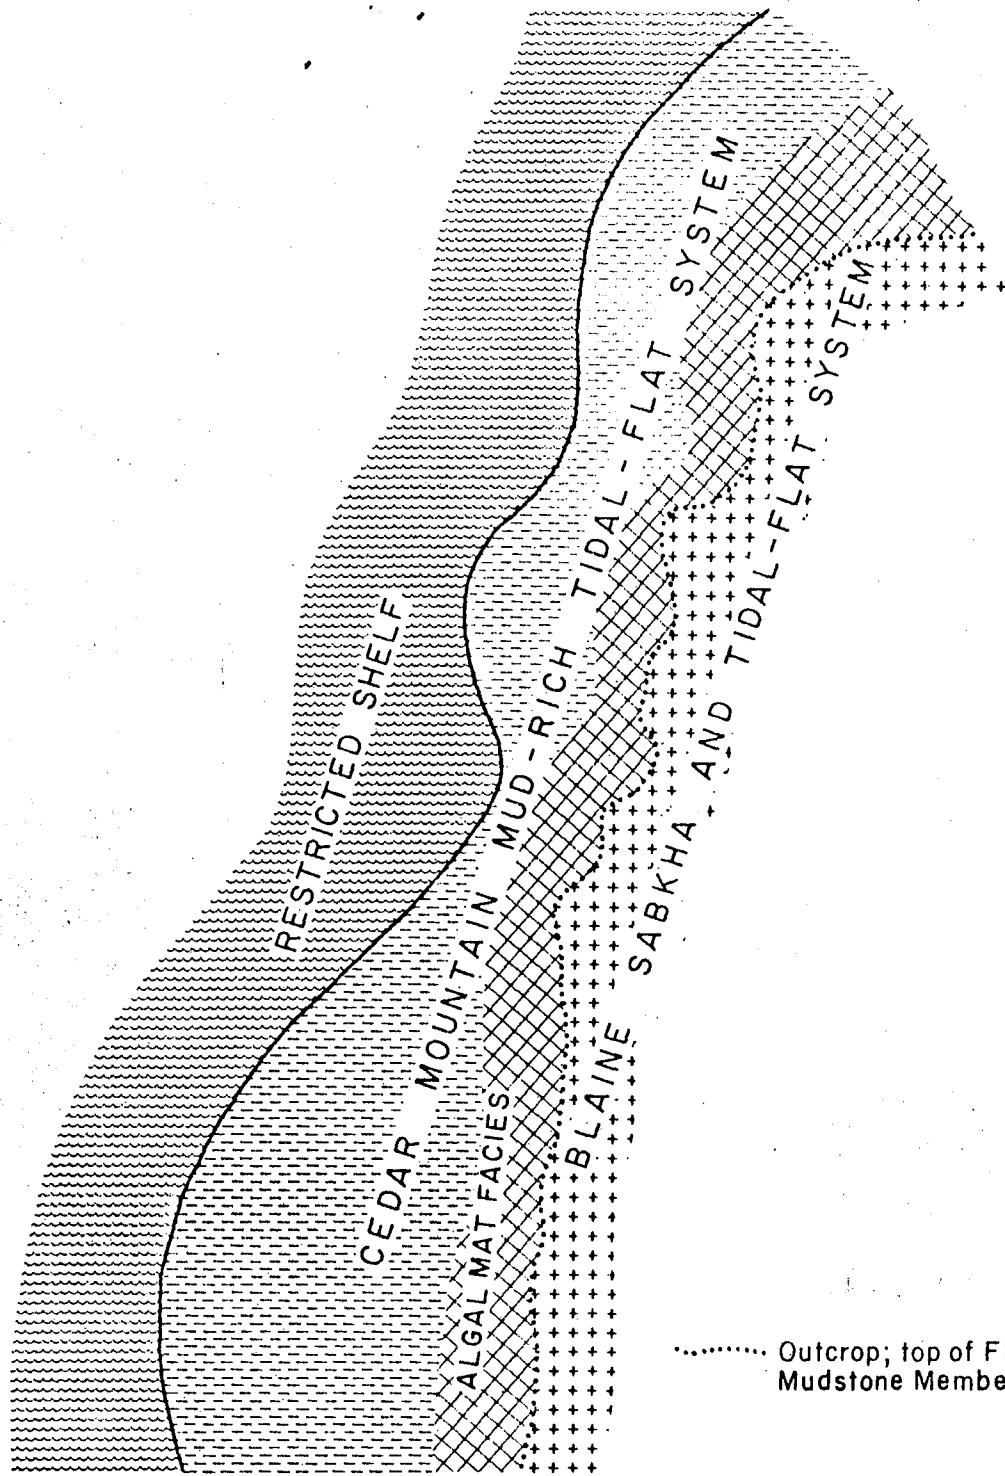 RESTRICTED SHELF
CEDAR MOUNTAIN MUD-RICH TIDAL-FLAT SYSTEM
ALGAL MAT FACIES
BLAINE SABKHA AND TIDAL-FLAT SYSTEM
Outcrop; top of F
Mudstone Membe